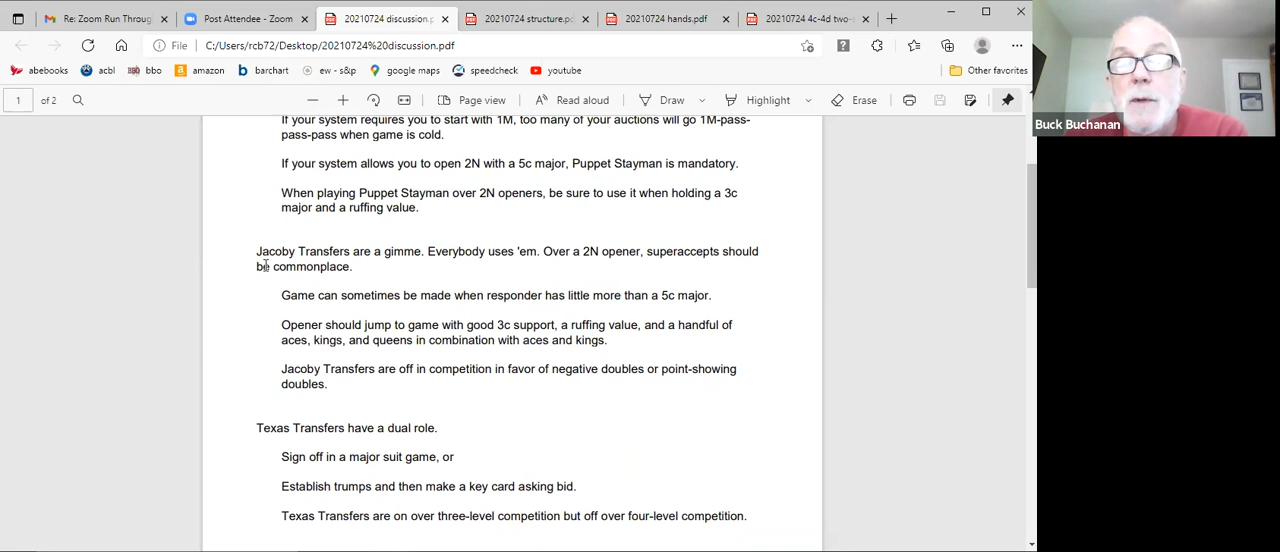 Re: Zoom Run Throug
Post Attendee - Zoom
20210724 discussion.p
20210724 structure.pd
20210724 hands.pdf
20210724 4c-4d two-s
File
C:/Users/rcb72/Desktop/20210724%20discussion.pdf
abebooks
acbl
bbo
amazon
barchart
ew - s&p
google maps
speedcheck
youtube
Other favorites
1
of 2
Page view
Read aloud
Draw
Highlight
Erase
Buck Buchanan
If your system requires you to start with 1M, too many of your auctions will go 1M-pass-
pass-pass when game is cold.
If your system allows you to open 2N with a 5c major, Puppet Stayman is mandatory.
When playing Puppet Stayman over 2N openers, be sure to use it when holding a 3c
major and a ruffing value.
Jacoby Transfers are a gimme. Everybody uses 'em. Over a 2N opener, superaccepts should
be commonplace.
Game can sometimes be made when responder has little more than a 5c major.
Opener should jump to game with good 3c support, a ruffing value, and a handful of
aces, kings, and queens in combination with aces and kings.
Jacoby Transfers are off in competition in favor of negative doubles or point-showing
doubles.
Texas Transfers have a dual role.
Sign off in a major suit game, or
Establish trumps and then make a key card asking bid.
Texas Transfers are on over three-level competition but off over four-level competition.